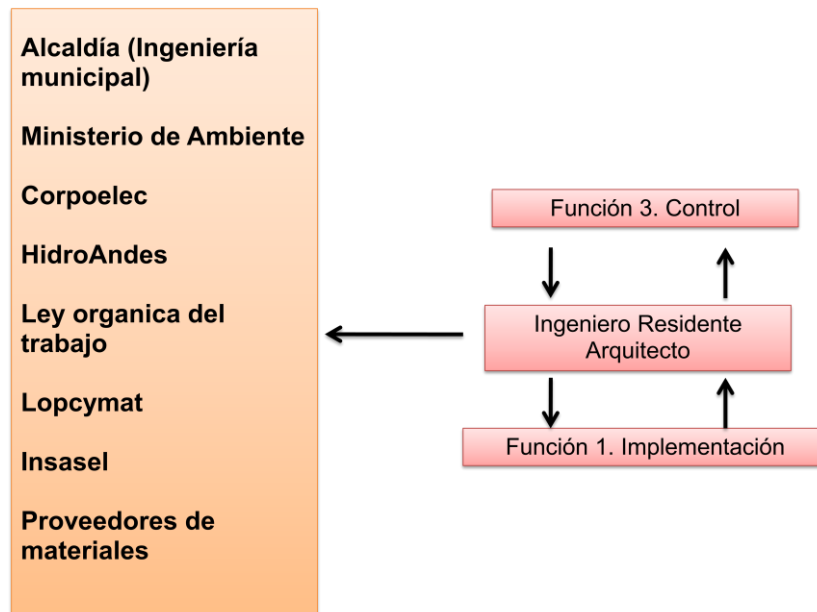 Alcaldía (Ingeniería
municipal)
Ministerio de Ambiente
Corpoelec
HidroAndes
Ley organica del
trabajo
Lopcymat
Insasel
Proveedores de
materiales
Función 3. Control
Ingeniero Residente
Arquitecto
Función 1. Implementación